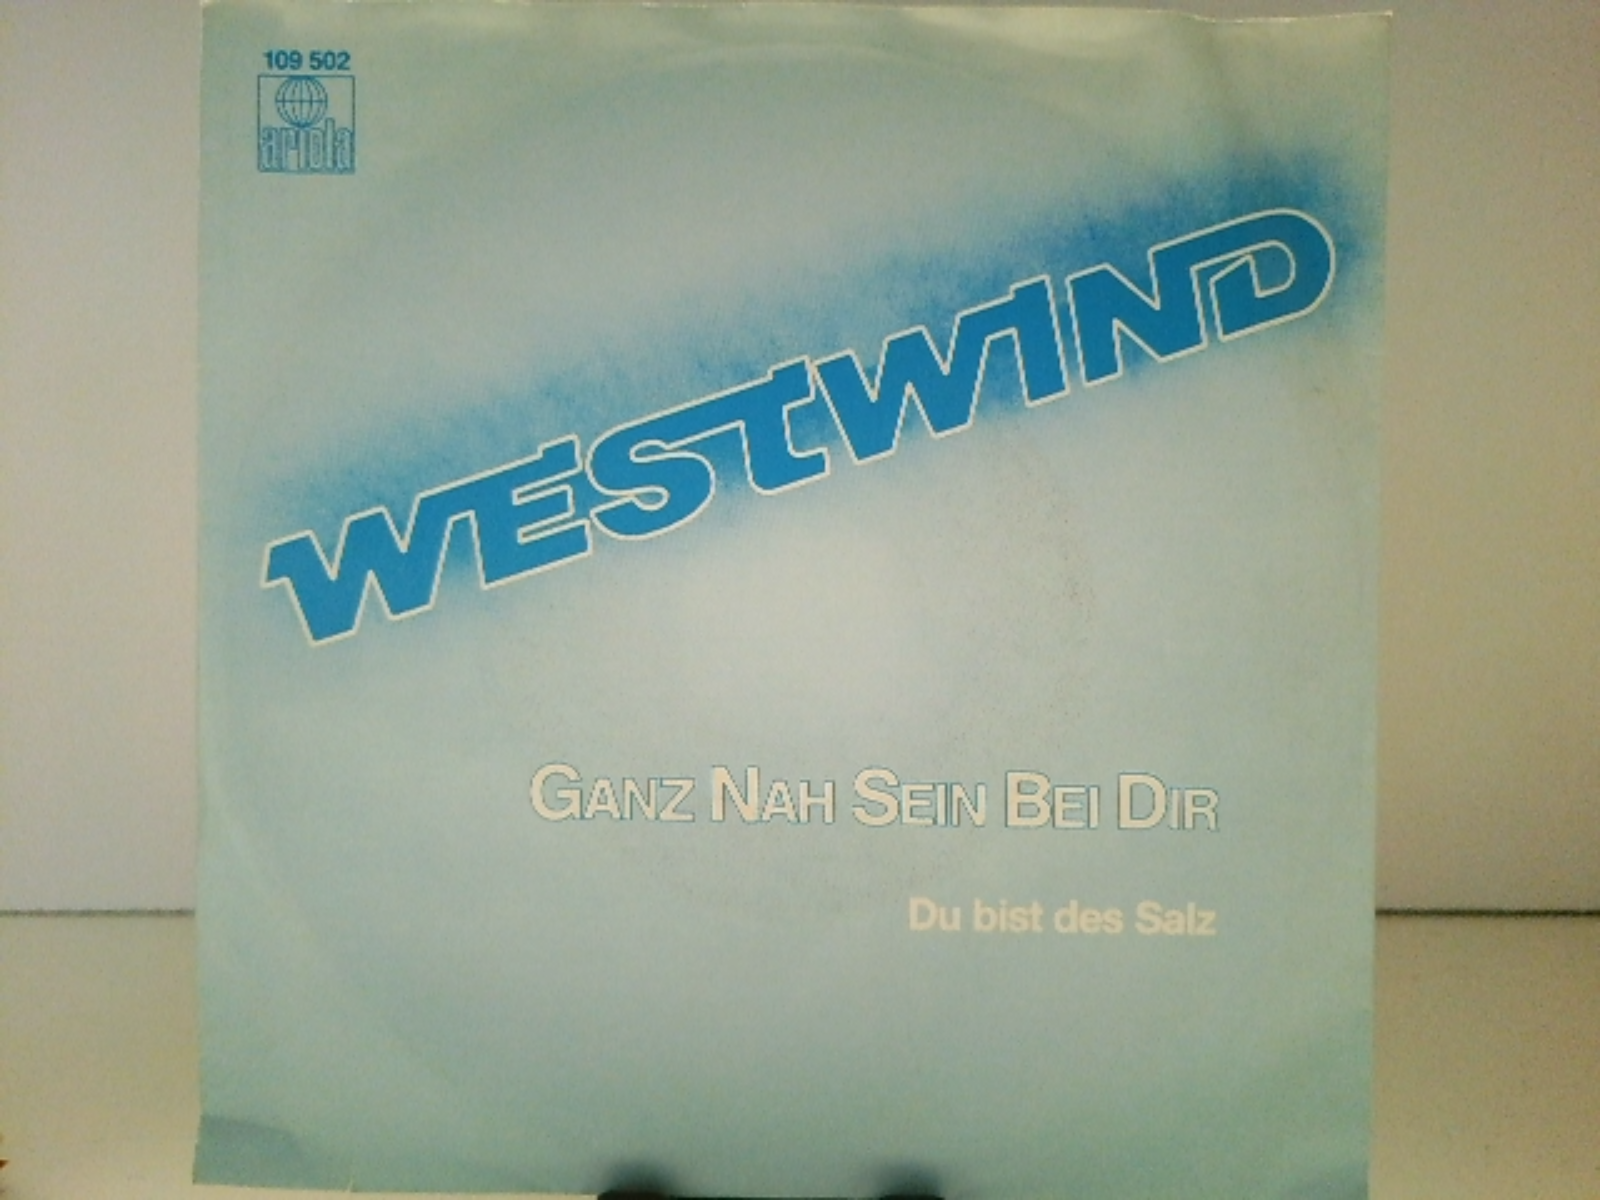 109 502
ariola
WESTWIND
GANZ NAH SEIN BEI DIR
Du bist des Salz